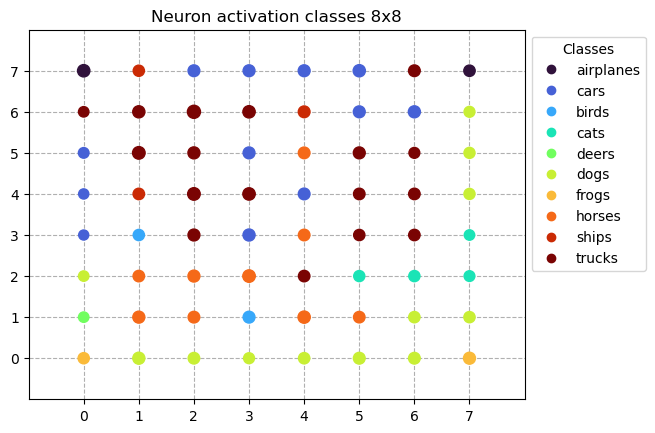 Neuron activation classes 8x8
7
6
5
4
3
2
1
0
0 1 2 3 4 5 6 7
Classes
airplanes
cars
birds
cats
deers
dogs
frogs
horses
ships
trucks